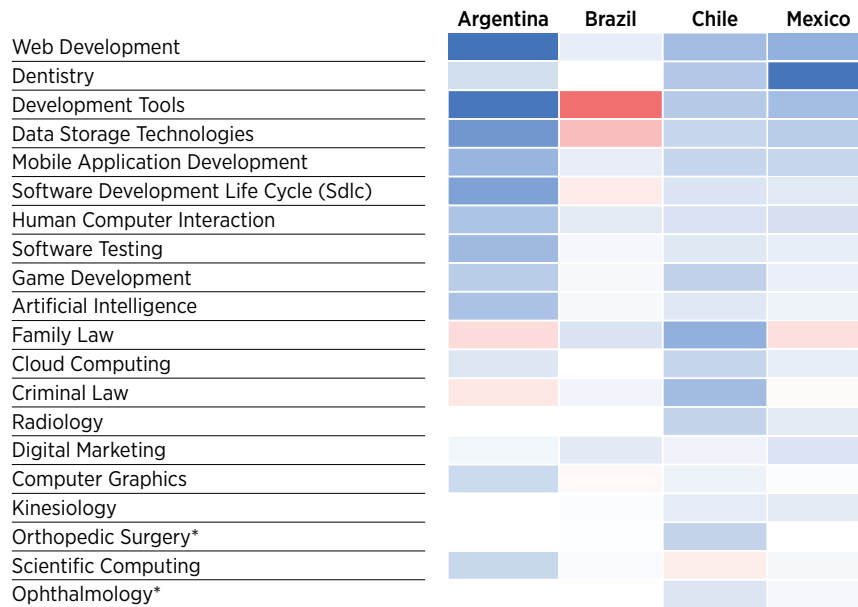 Argentina Brazil Chile Mexico
Web Development
Dentistry
Development Tools
Data Storage Technologies
Mobile Application Development
Software Development Life Cycle (Sdlc)
Human Computer Interaction
Software Testing
Game Development
Artificial Intelligence
Family Law
Cloud Computing
Criminal Law
Radiology
Digital Marketing
Computer Graphics
Kinesiology
Orthopedic Surgery*
Scientific Computing
Ophthalmology*